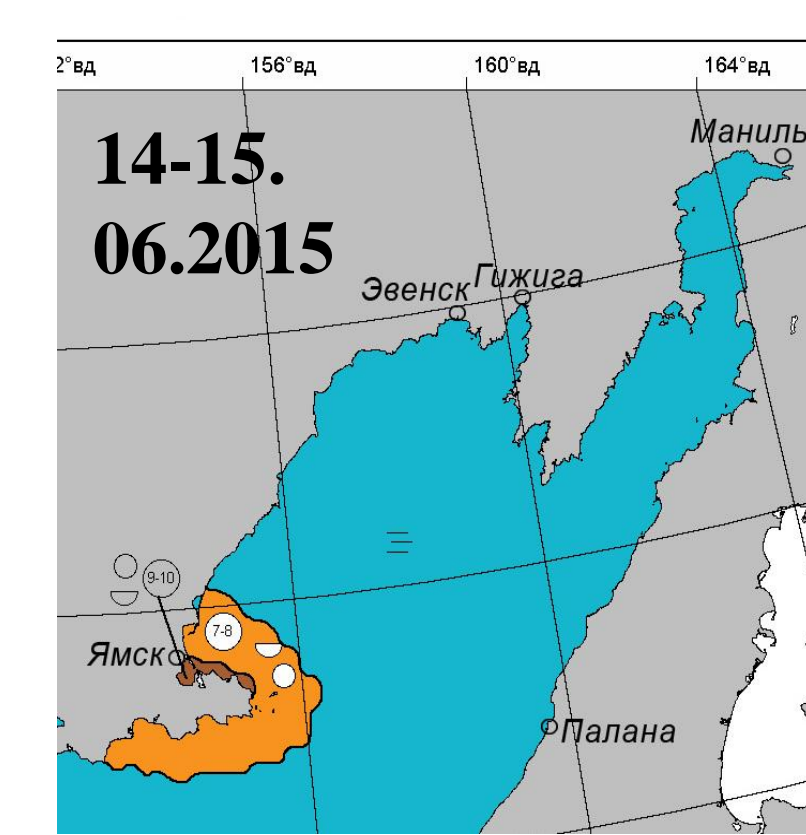 2°вд 156°вд 160°вд 164°вд
Маниль
14-15.
06.2015
Эвенск Гижига
9-10
7-8
Ямск
Палана